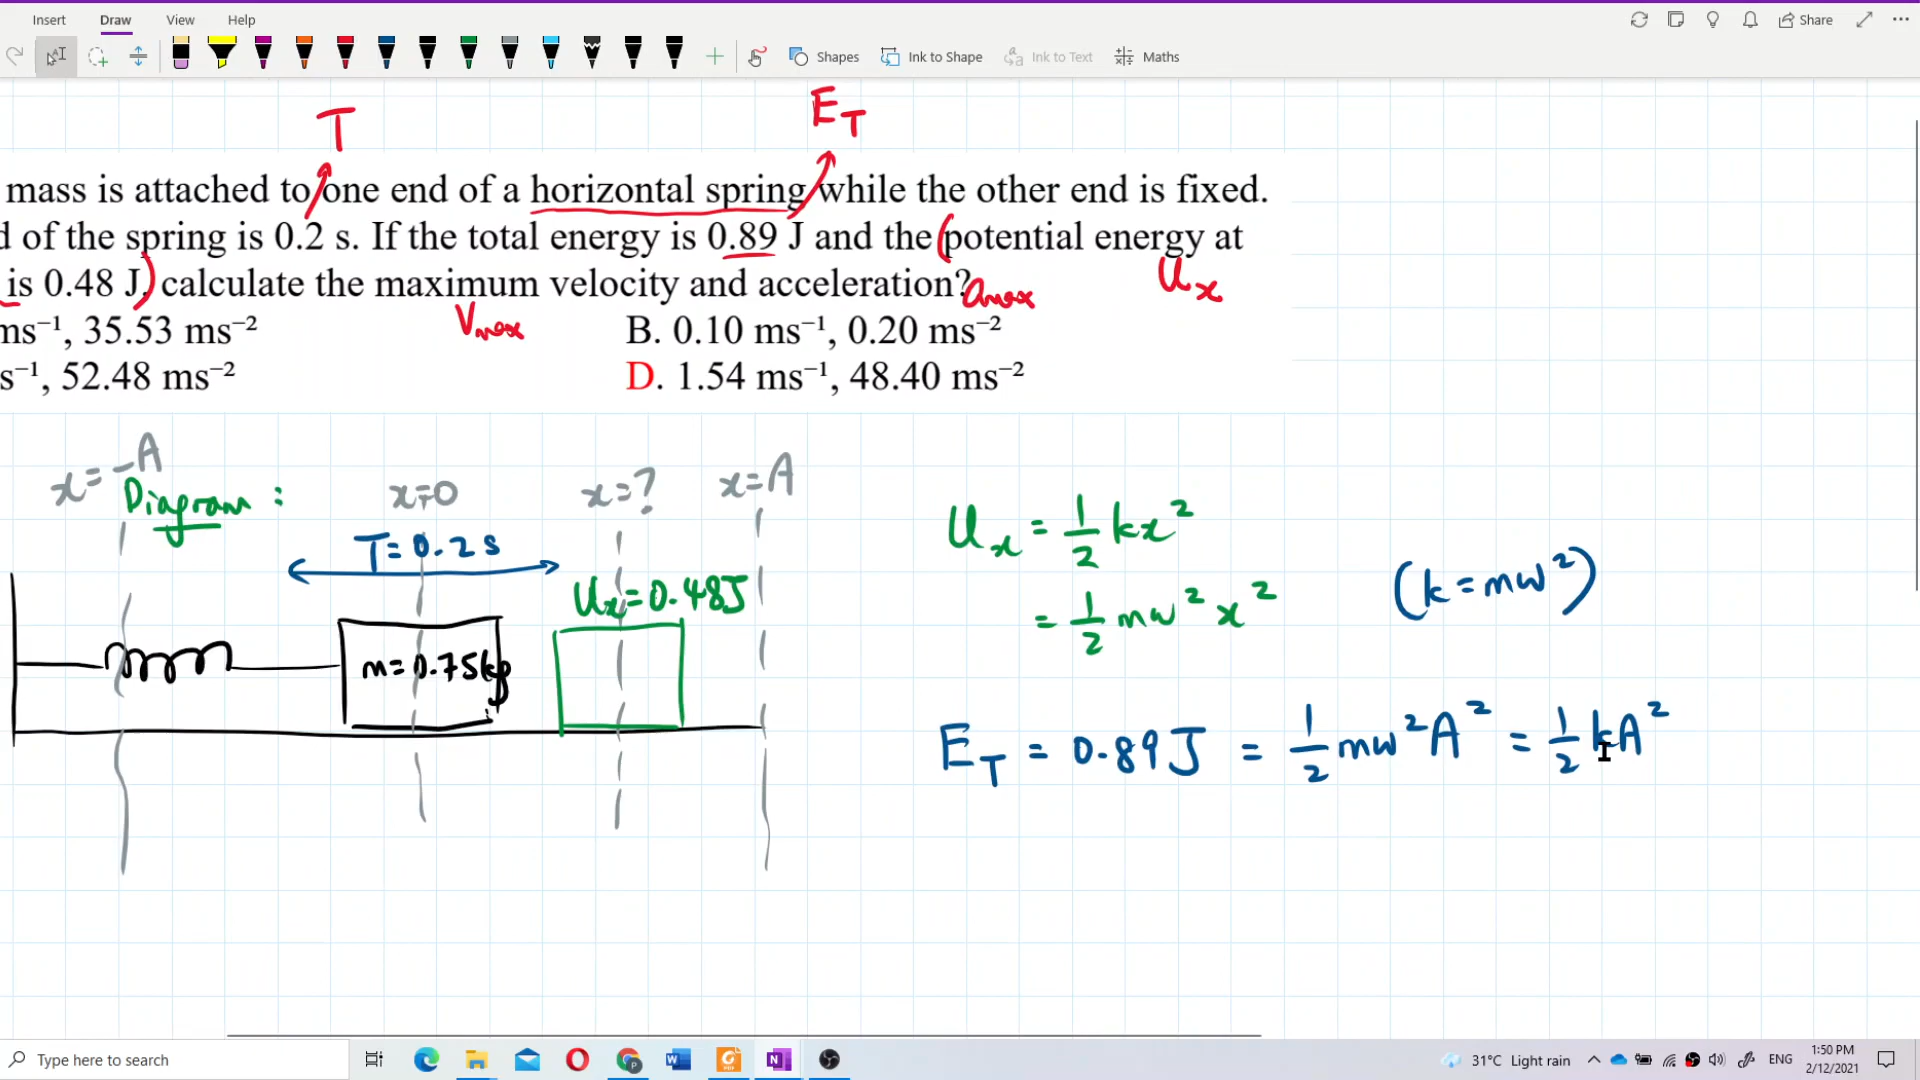 Insert Draw View Help
Share
Shapes Ink to Shape Ink to Text Maths
T
E_T
mass is attached to one end of a horizontal spring while the other end is fixed.
d of the spring is 0.2 s. If the total energy is 0.89 J and the (potential energy at
is 0.48 J.) calculate the maximum velocity and acceleration?
U_x
a_max
V_max
ms⁻¹, 35.53 ms⁻²
B. 0.10 ms⁻¹, 0.20 ms⁻²
s⁻¹, 52.48 ms⁻²
D. 1.54 ms⁻¹, 48.40 ms⁻²
x=-A
x=0
x=?
x=A
Diagram :
T=0.2s
U_x=0.48J
m=0.75kg
U_x = 1/2 kx²
= 1/2 mω² x²
(k=mω²)
E_T = 0.89 J = 1/2 mω²A² = 1/2 kA²
Type here to search
31°C Light rain
ENG
1:50 PM
2/12/2021